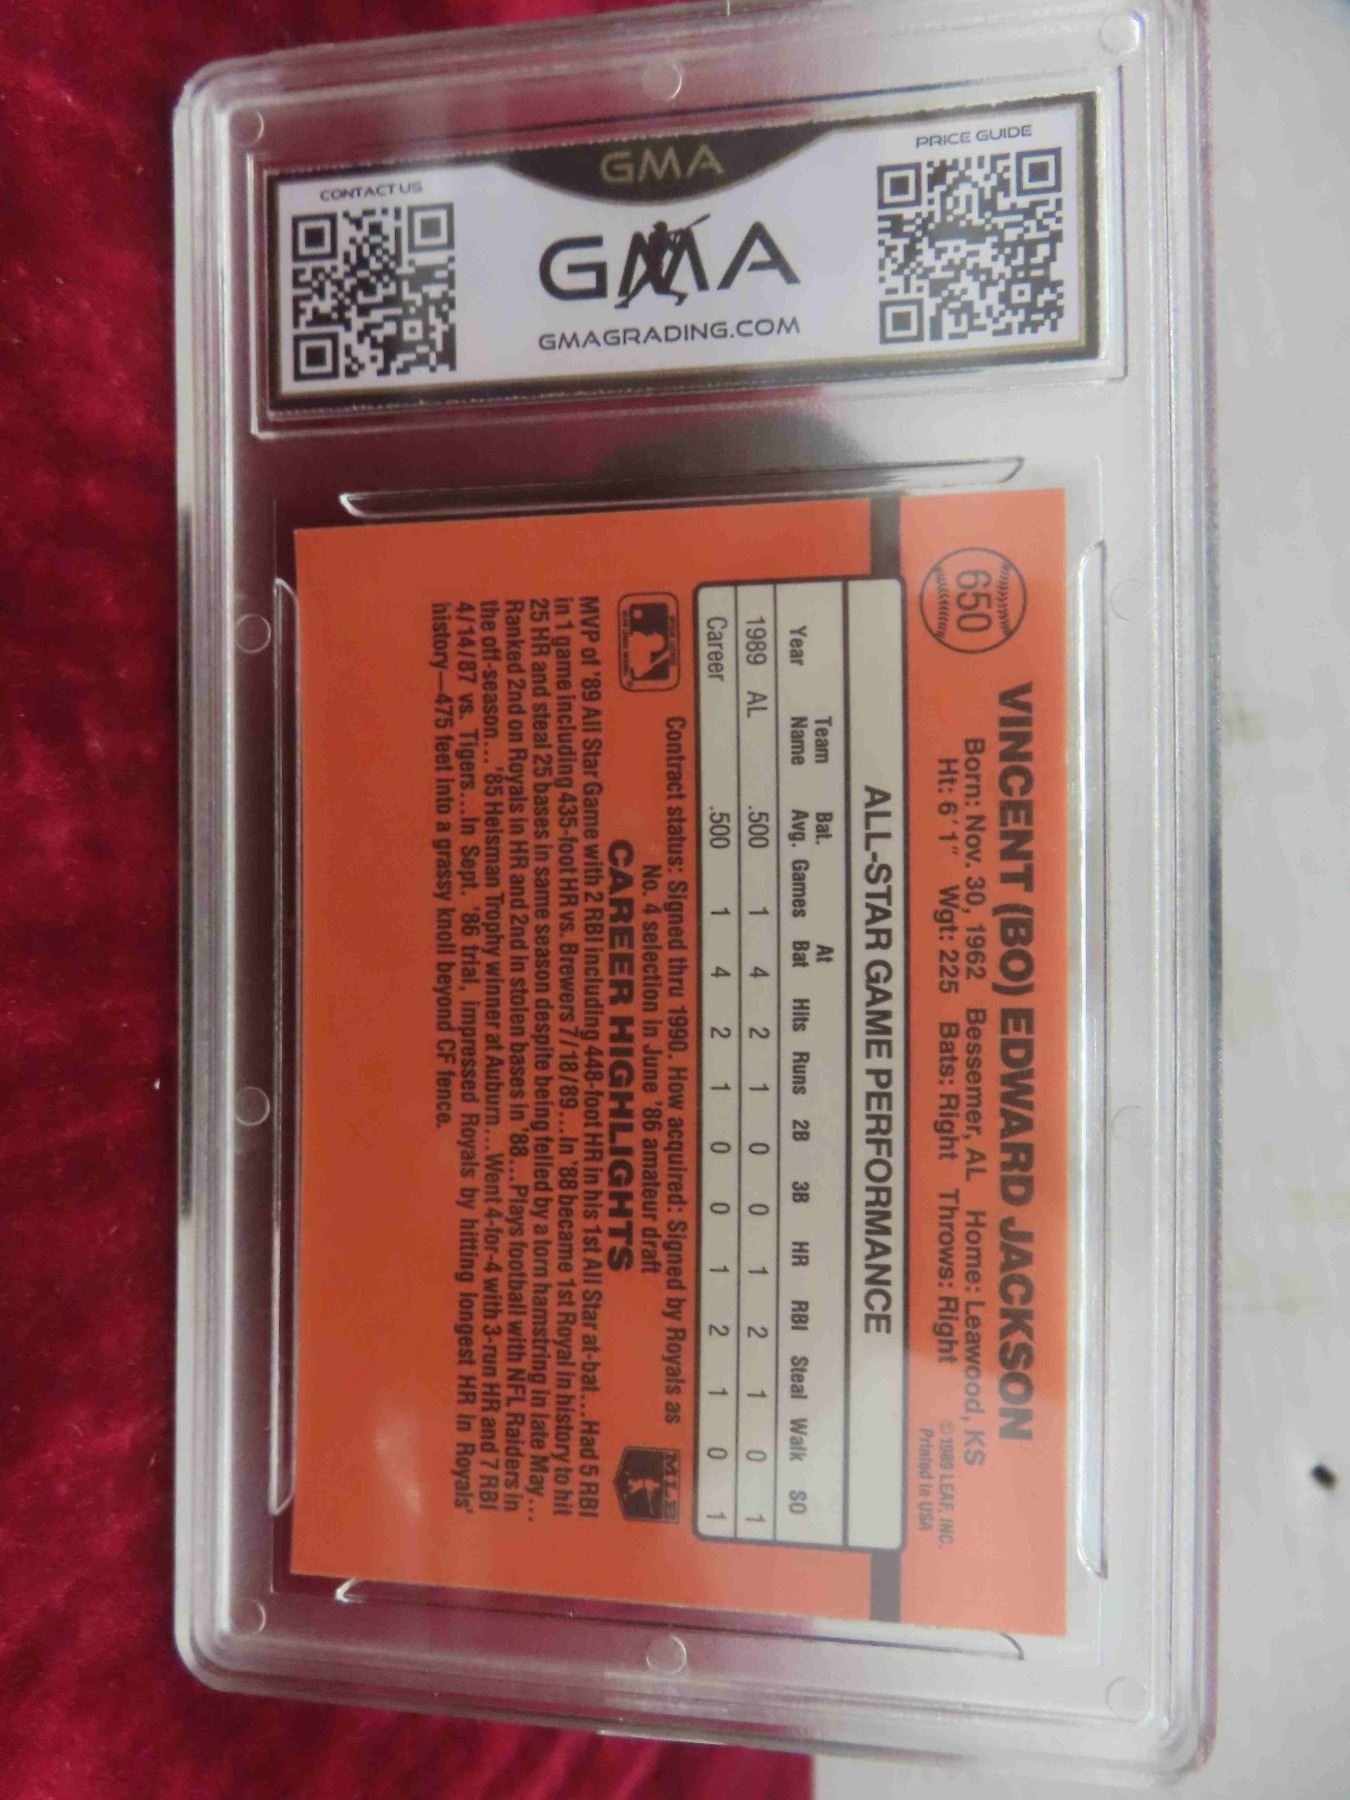 CONTACT US
GMA
GMA
GMAGRADING.COM
PRICE GUIDE
650
VINCENT (BO) EDWARD JACKSON
Born: Nov. 30, 1962 Bessemer, AL Home: Leawood, KS
Ht: 6'1" Wgt: 225 Bats: Right Throws: Right
© 1989 LEAF, INC.
Printed in USA
ALL-STAR GAME PERFORMANCE
Team Bat. At
Year Name Avg. Games Bat Hits Runs 2B 3B HR RBI Steal Walk SO
1989 AL .500 1 4 2 1 0 0 1 2 1 0 1
Career .500 1 4 2 1 0 0 1 2 1 0 1
Contract status: Signed thru 1990. How acquired: Signed by Royals as
No. 4 selection in June '86 amateur draft
MLB
CAREER HIGHLIGHTS
MVP of '89 All Star Game with 2 RBI including 448-foot HR in his 1st All Star at-bat...Had 5 RBI
in 1 game including 435-foot HR vs. Brewers 7/18/89...In '88 became 1st Royal in history to hit
25 HR and steal 25 bases in same season despite being felled by a torn hamstring in late May...
Ranked 2nd on Royals in HR and 2nd in stolen bases in '88...Plays football with NFL Raiders in
the off-season...'85 Heisman Trophy winner at Auburn...Went 4-for-4 with 3-run HR and 7 RBI
4/14/87 vs. Tigers...In Sept. '86 trial, impressed Royals by hitting longest HR in Royals'
history—475 feet into a grassy knoll beyond CF fence.